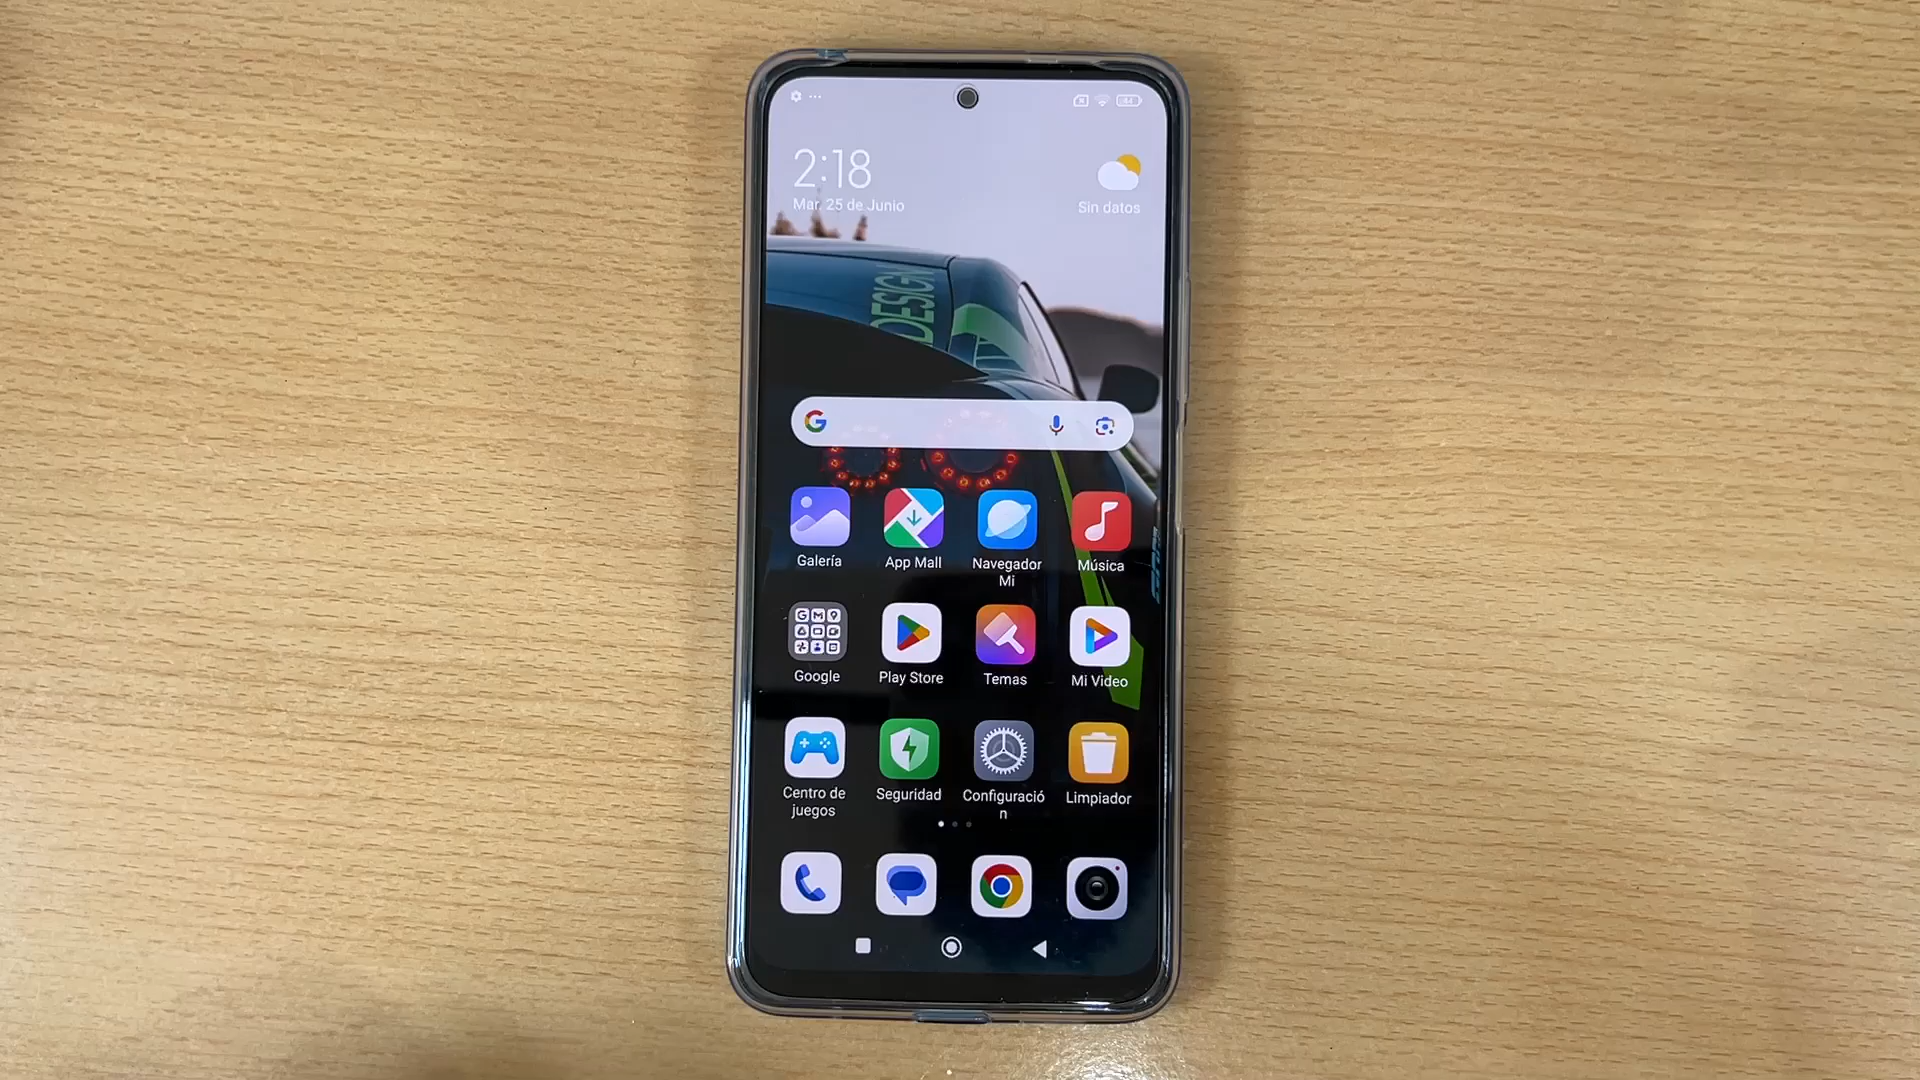 2:18
Mar. 25 de Junio
Sin datos
DESIGN
Galería
App Mall
Navegador
Mi
Música
Google
Play Store
Temas
Mi Video
Centro de
juegos
Seguridad
Configuració
n
Limpiador